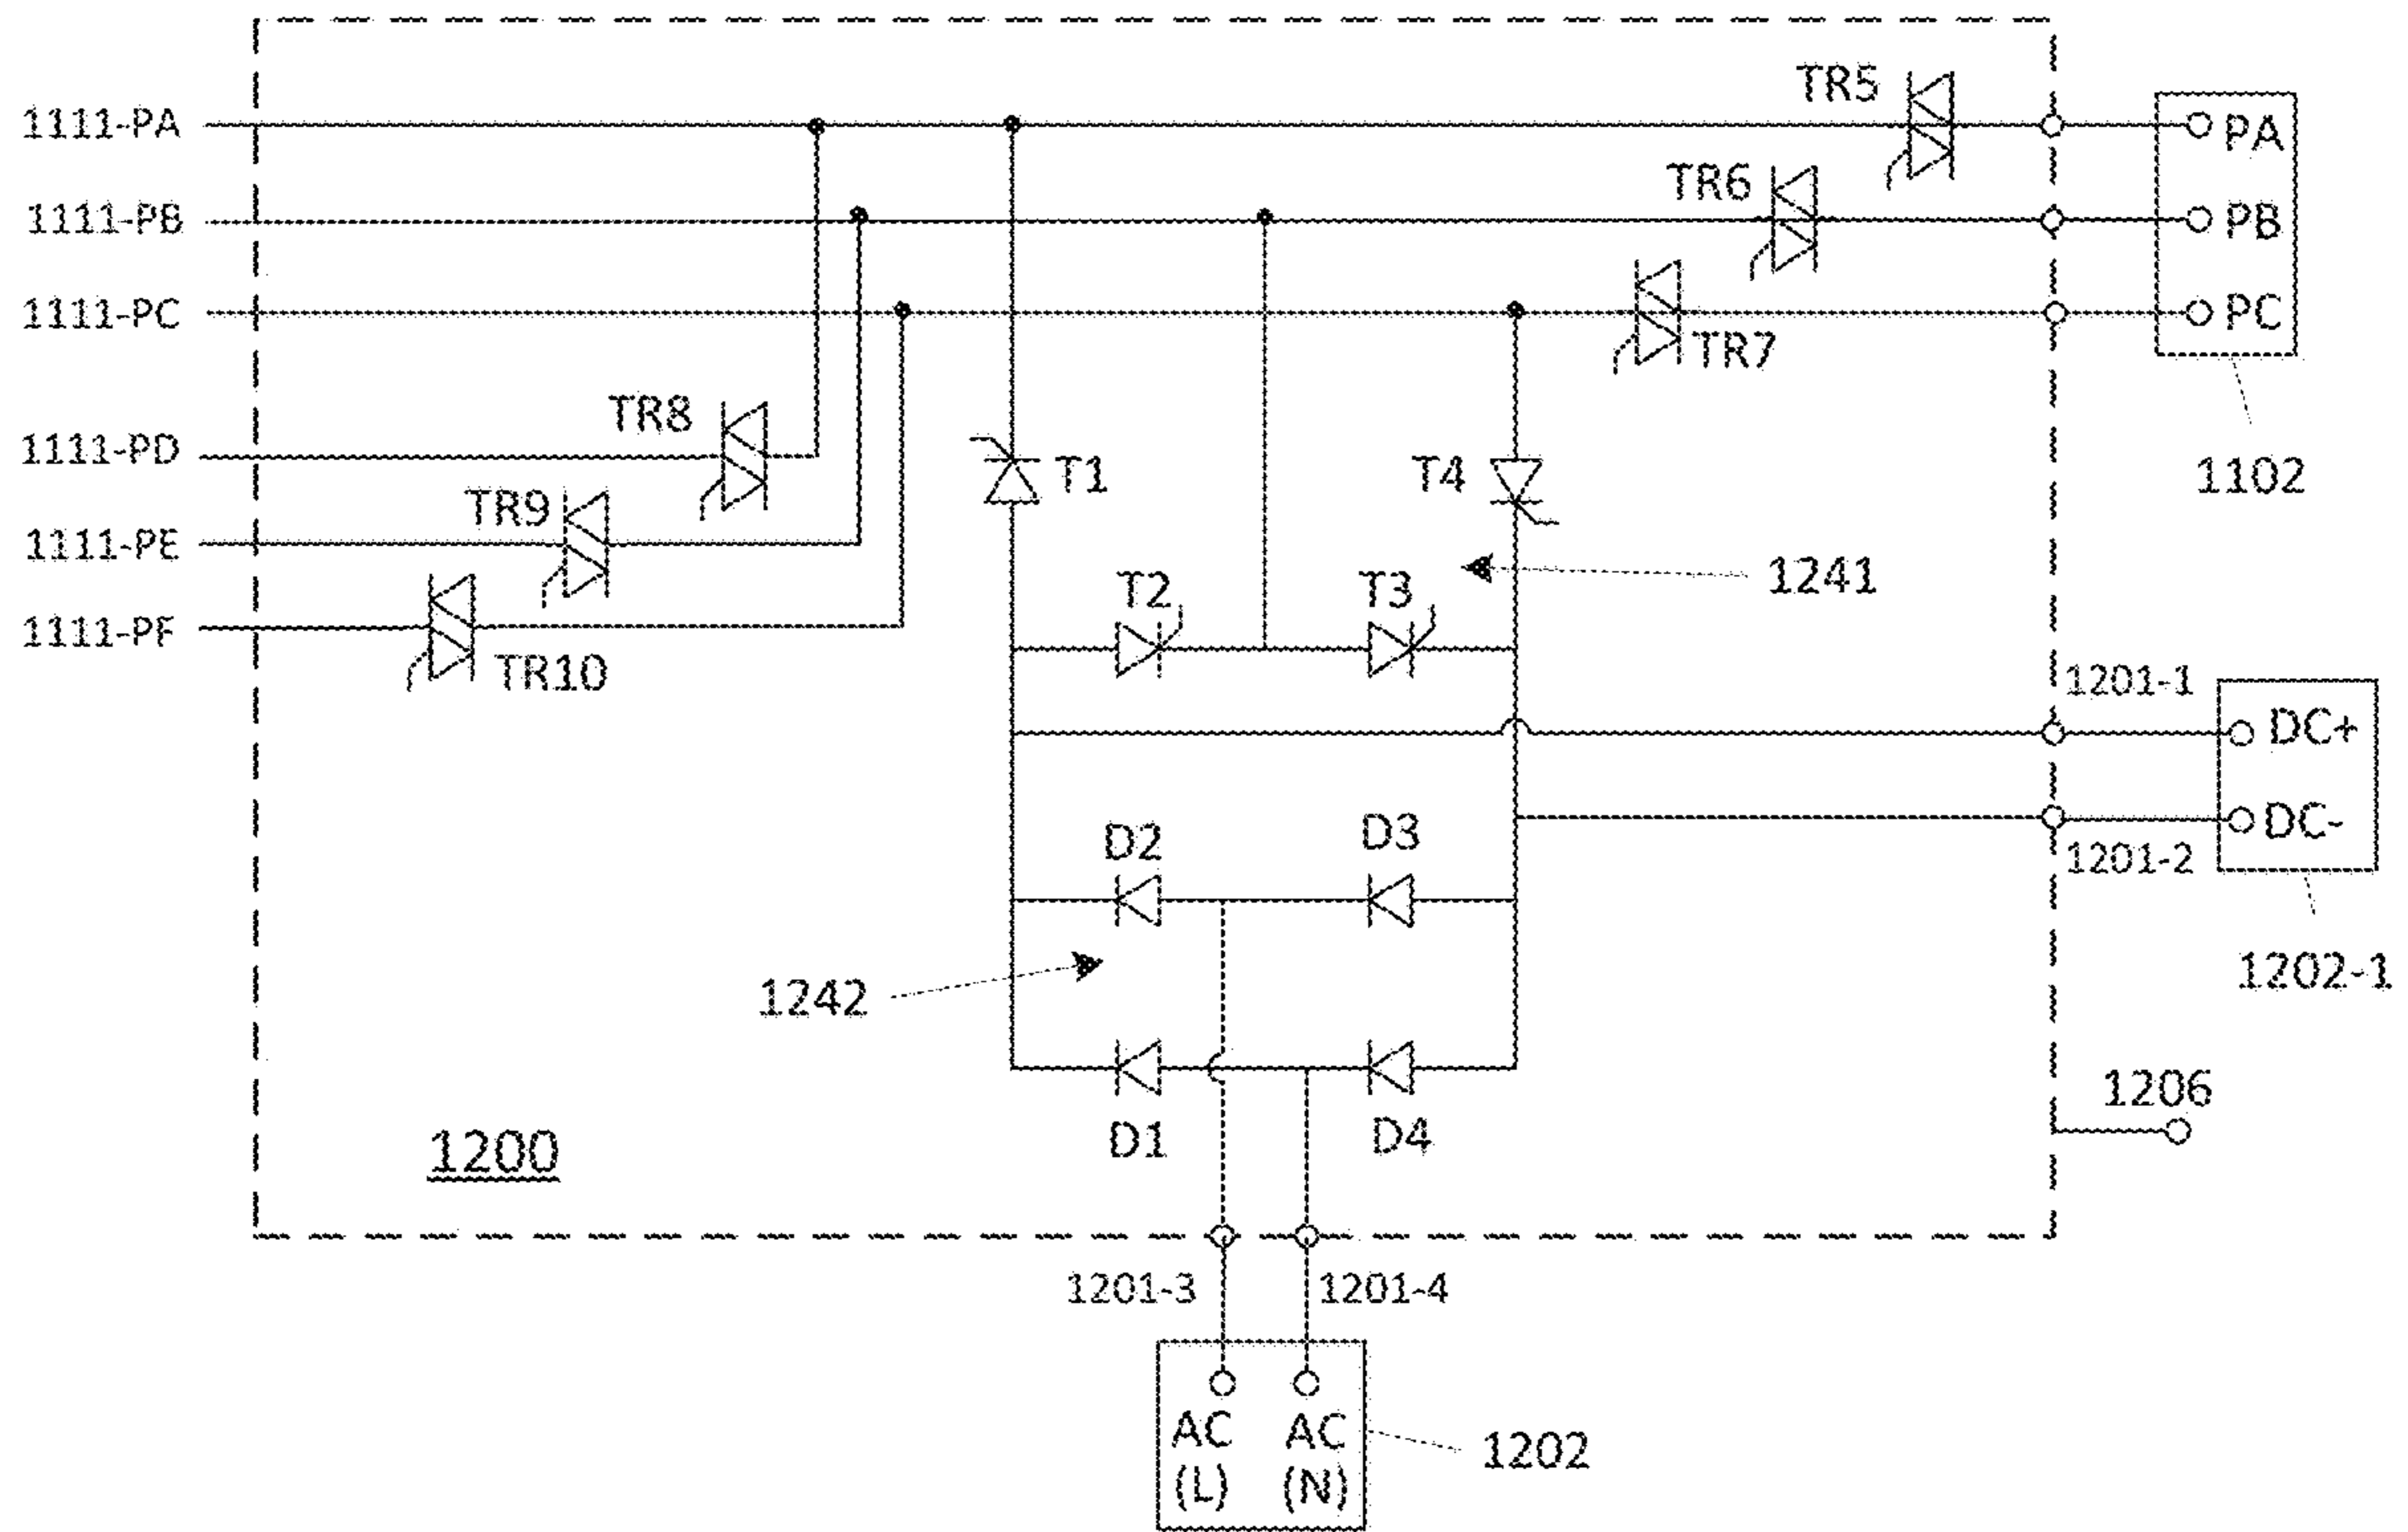 TR5
1111-PA
PA
TR6
1111-PB
PB
1111-PC
PC
TR7
TR8
1111-PD
T1
T4
1102
TR9
1111-PE
T2
T3
1241
1111-PF
TR10
1201-1
DC+
DC-
D2
D3
1201-2
1242
1202-1
1206
D1
D4
1200
1201-3
1201-4
AC
AC
(L)
(N)
1202